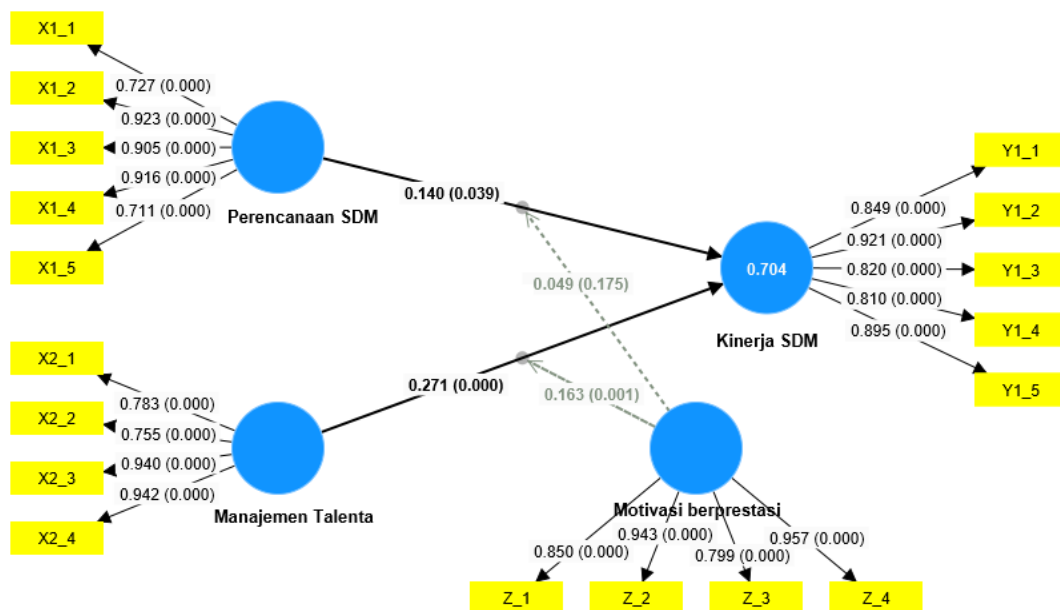 X1_1
X1_2
X1_3
X1_4
X1_5
0.727 (0.000)
0.923 (0.000)
0.905 (0.000)
0.916 (0.000)
0.711 (0.000)
Perencanaan SDM
0.140 (0.039)
0.049 (0.175)
0.704
Kinerja SDM
0.849 (0.000)
0.921 (0.000)
0.820 (0.000)
0.810 (0.000)
0.895 (0.000)
Y1_1
Y1_2
Y1_3
Y1_4
Y1_5
X2_1
X2_2
X2_3
X2_4
0.783 (0.000)
0.755 (0.000)
0.940 (0.000)
0.942 (0.000)
Manajemen Talenta
0.271 (0.000)
0.163 (0.001)
Motivasi berprestasi
0.850 (0.000)
0.943 (0.000)
0.799 (0.000)
0.957 (0.000)
Z_1
Z_2
Z_3
Z_4